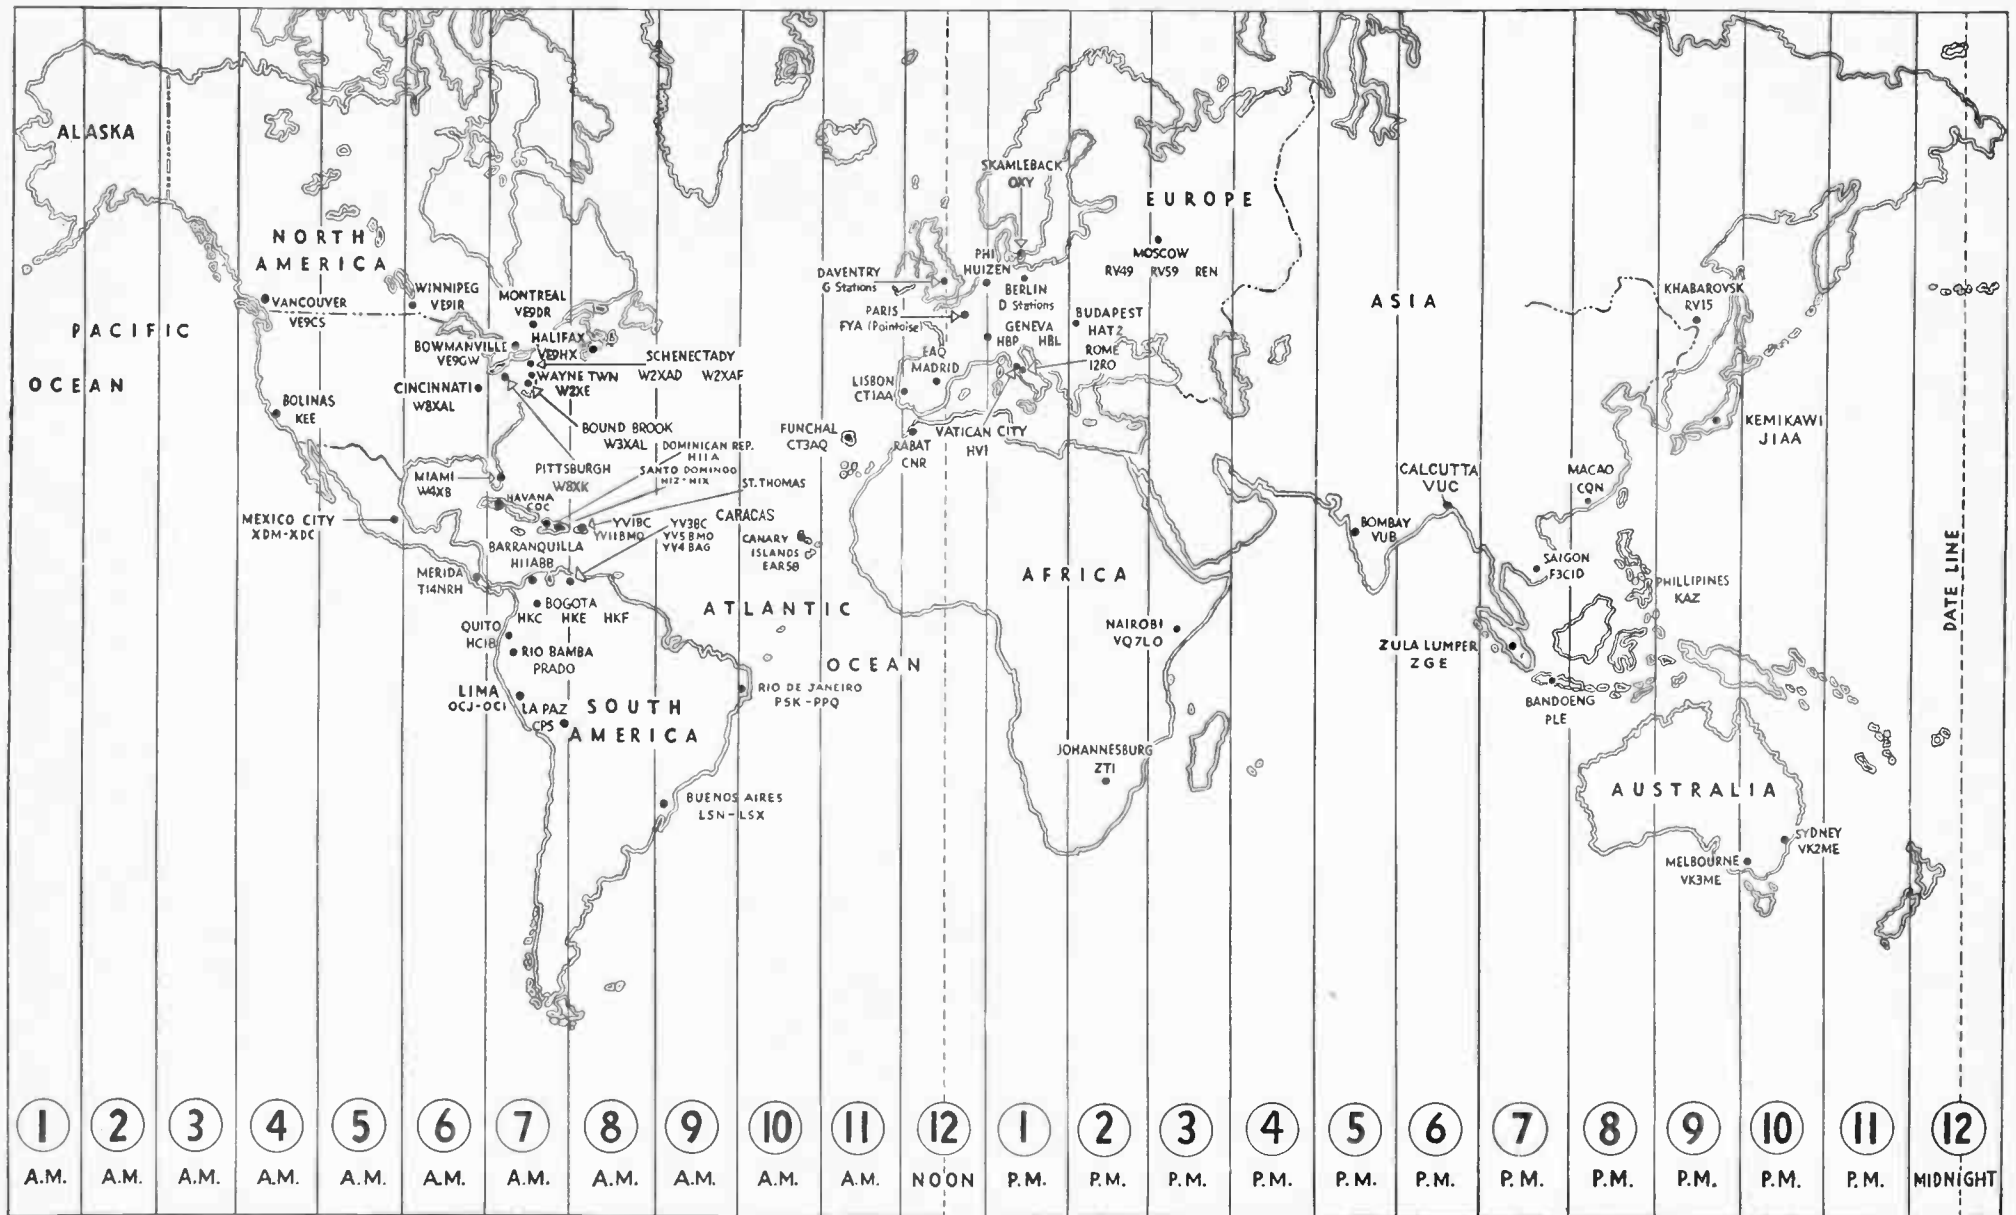 ALASKA
NORTH
AMERICA
PACIFIC
OCEAN
VANCOUVER
VE9CS
WINNIPEG
VE9JR
MONTREAL
VE9DR
BOWMANVILLE
VE9GW
HALIFAX
VE9HX
SCHENECTADY
W2XAD W2XAF
WAYNE TWN
W2XE
CINCINNATI
W8XAL
BOLINAS
KEE
BOUND BROOK
W3XAL
PITTSBURGH
W8XK
DOMINICAN REP.
HI1A
SANTO DOMINGO
HIZ-HIX
ST. THOMAS
MIAMI
W4XB
HAVANA
COC
MEXICO CITY
XDM-XDC
YV1BC
YV11BMO
YV3BC
YV5BMO
YV4BAG
CARACAS
BARRANQUILLA
HJ1ABB
MERIDA
TI4NRH
BOGOTA
HKC HKE HKF
QUITO
HCJB
RIO BAMBA
PRADO
LIMA
OCJ-OCI
LA PAZ
CP5
SOUTH
AMERICA
RIO DE JANEIRO
PSK-PPQ
BUENOS AIRES
LSN-LSX
ATLANTIC
OCEAN
FUNCHAL
CT3AQ
CANARY
ISLANDS
EAR58
SKAMLEBACK
OXY
EUROPE
MOSCOW
RV49 RV59 REN
DAVENTRY
G Stations
PHI
HUIZEN
BERLIN
D Stations
PARIS
FYA (Pointoise)
BUDAPEST
HAT2
GENEVA
HBP HBL
ROME
I2RO
EAQ
MADRID
LISBON
CT1AA
RABAT
CNR
VATICAN CITY
HVJ
AFRICA
NAIROBI
VQ7LO
JOHANNESBURG
ZTJ
ASIA
KHABAROVSK
RV15
KEMIKAWI
JIAA
CALCUTTA
VUC
MACAO
CQN
BOMBAY
VUB
SAIGON
F3CID
PHILLIPINES
KAZ
ZULA LUMPER
ZGE
BANDOENG
PLE
AUSTRALIA
SYDNEY
VK2ME
MELBOURNE
VK3ME
DATE LINE
1 2 3 4 5 6 7 8 9 10 11 12 1 2 3 4 5 6 7 8 9 10 11 12
A.M. A.M. A.M. A.M. A.M. A.M. A.M. A.M. A.M. A.M. A.M. NOON P.M. P.M. P.M. P.M. P.M. P.M. P.M. P.M. P.M. P.M. P.M. MIDNIGHT